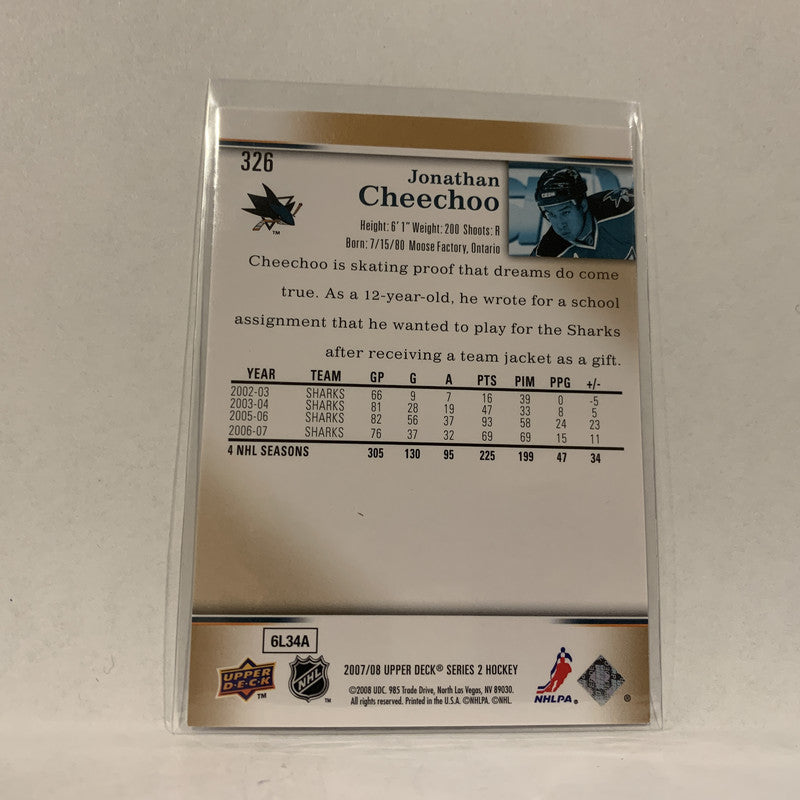 326
Jonathan
Cheechoo
Height: 6' 1" Weight: 200 Shoots: R
Born: 7/15/80 Moose Factory, Ontario
Cheechoo is skating proof that dreams do come
true. As a 12-year-old, he wrote for a school
assignment that he wanted to play for the Sharks
after receiving a team jacket as a gift.
YEAR TEAM GP G A PTS PIM PPG +/-
2002-03 SHARKS 66 9 7 16 39 0 -5
2003-04 SHARKS 81 28 19 47 33 8 5
2005-06 SHARKS 82 56 37 93 58 24 23
2006-07 SHARKS 76 37 32 69 69 15 11
4 NHL SEASONS 305 130 95 225 199 47 34
6L34A
UPPER DECK™ NHL 2007/08 UPPER DECK® SERIES 2 HOCKEY NHLPA® ®
©2008 UDC. 985 Trade Drive, North Las Vegas, NV 89030.
All rights reserved. Printed in the U.S.A. ©NHLPA. ©NHL.